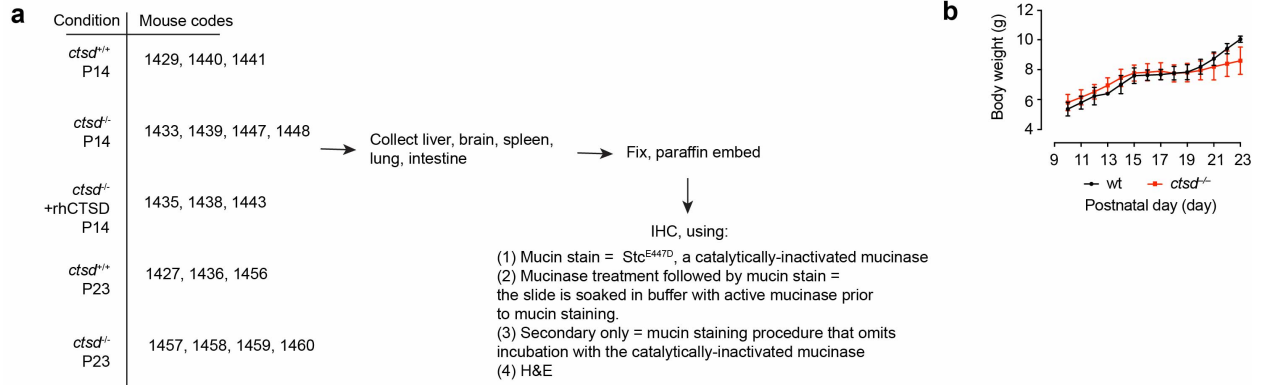 a
Condition Mouse codes
ctsd+/+
P14
1429, 1440, 1441
ctsd-/-
P14
1433, 1439, 1447, 1448
ctsd-/-
+rhCTSD
P14
1435, 1438, 1443
ctsd+/+
P23
1427, 1436, 1456
ctsd-/-
P23
1457, 1458, 1459, 1460
Collect liver, brain, spleen,
lung, intestine
Fix, paraffin embed
IHC, using:
(1) Mucin stain = StcE447D, a catalytically-inactivated mucinase
(2) Mucinase treatment followed by mucin stain =
the slide is soaked in buffer with active mucinase prior
to mucin staining.
(3) Secondary only = mucin staining procedure that omits
incubation with the catalytically-inactivated mucinase
(4) H&E
b
Body weight (g)
12
10
8
6
4
9 11 13 15 17 19 21 23
wt ctsd-/-
Postnatal day (day)